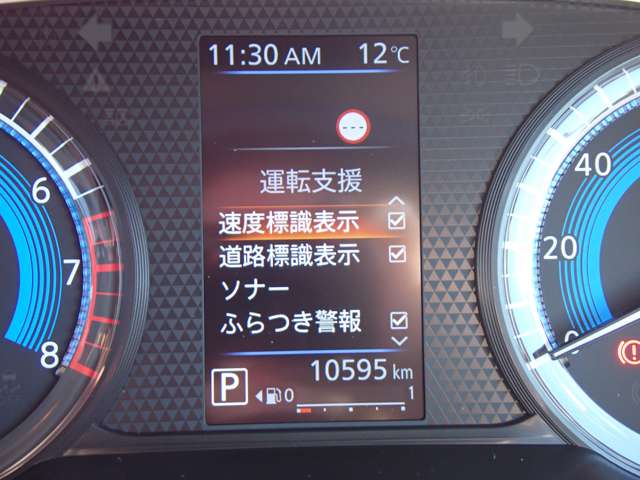 11:30 AM 12℃
---
運転支援
速度標識表示
道路標識表示
ソナー
ふらつき警報
10595 km
P 0 1
6
7
8
40
20
0